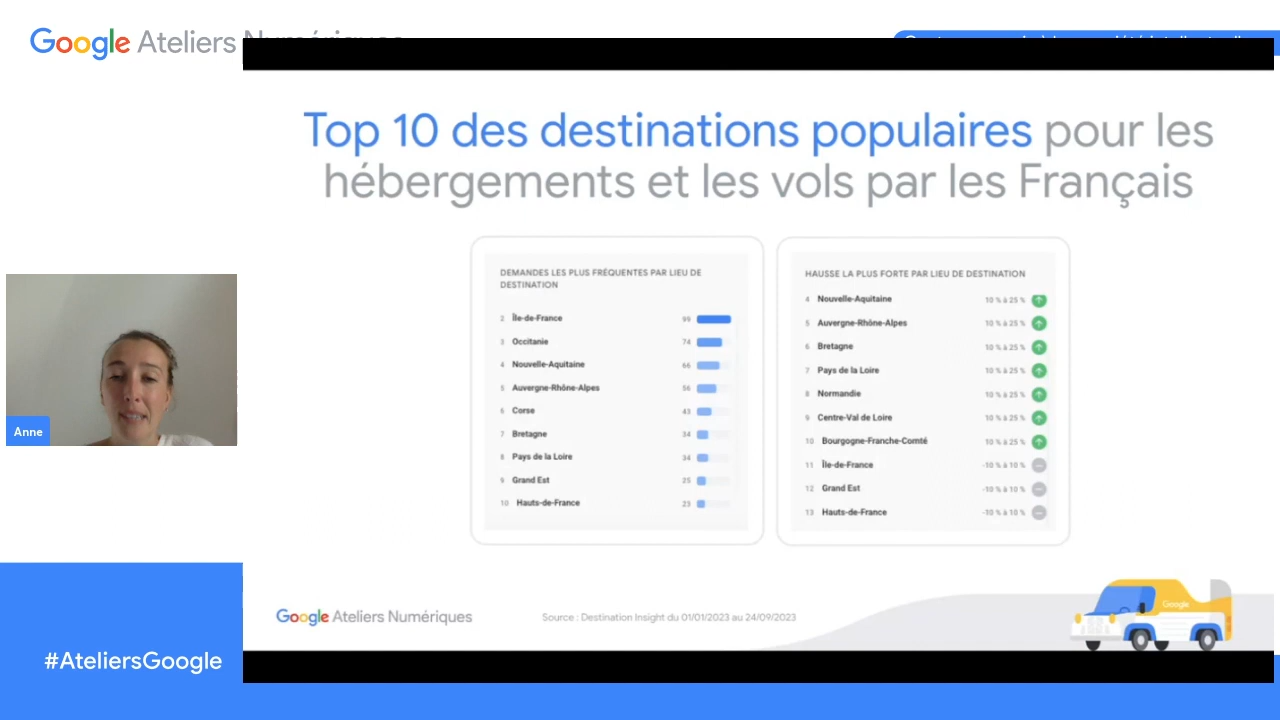 Google Ateliers
Top 10 des destinations populaires pour les
hébergements et les vols par les Français
DEMANDES LES PLUS FRÉQUENTES PAR LIEU DE
DESTINATION
2 Île-de-France 99
3 Occitanie 74
4 Nouvelle-Aquitaine 66
5 Auvergne-Rhône-Alpes 56
6 Corse 43
7 Bretagne 34
8 Pays de la Loire 34
9 Grand Est 25
10 Hauts-de-France 23
HAUSSE LA PLUS FORTE PAR LIEU DE DESTINATION
4 Nouvelle-Aquitaine 10 % à 25 %
5 Auvergne-Rhône-Alpes 10 % à 25 %
6 Bretagne 10 % à 25 %
7 Pays de la Loire 10 % à 25 %
8 Normandie 10 % à 25 %
9 Centre-Val de Loire 10 % à 25 %
10 Bourgogne-Franche-Comté 10 % à 25 %
11 Île-de-France -10 % à 10 %
12 Grand Est -10 % à 10 %
13 Hauts-de-France -10 % à 10 %
Anne
Google Ateliers Numériques
Source : Destination Insight du 01/01/2023 au 24/09/2023
Google
#AteliersGoogle